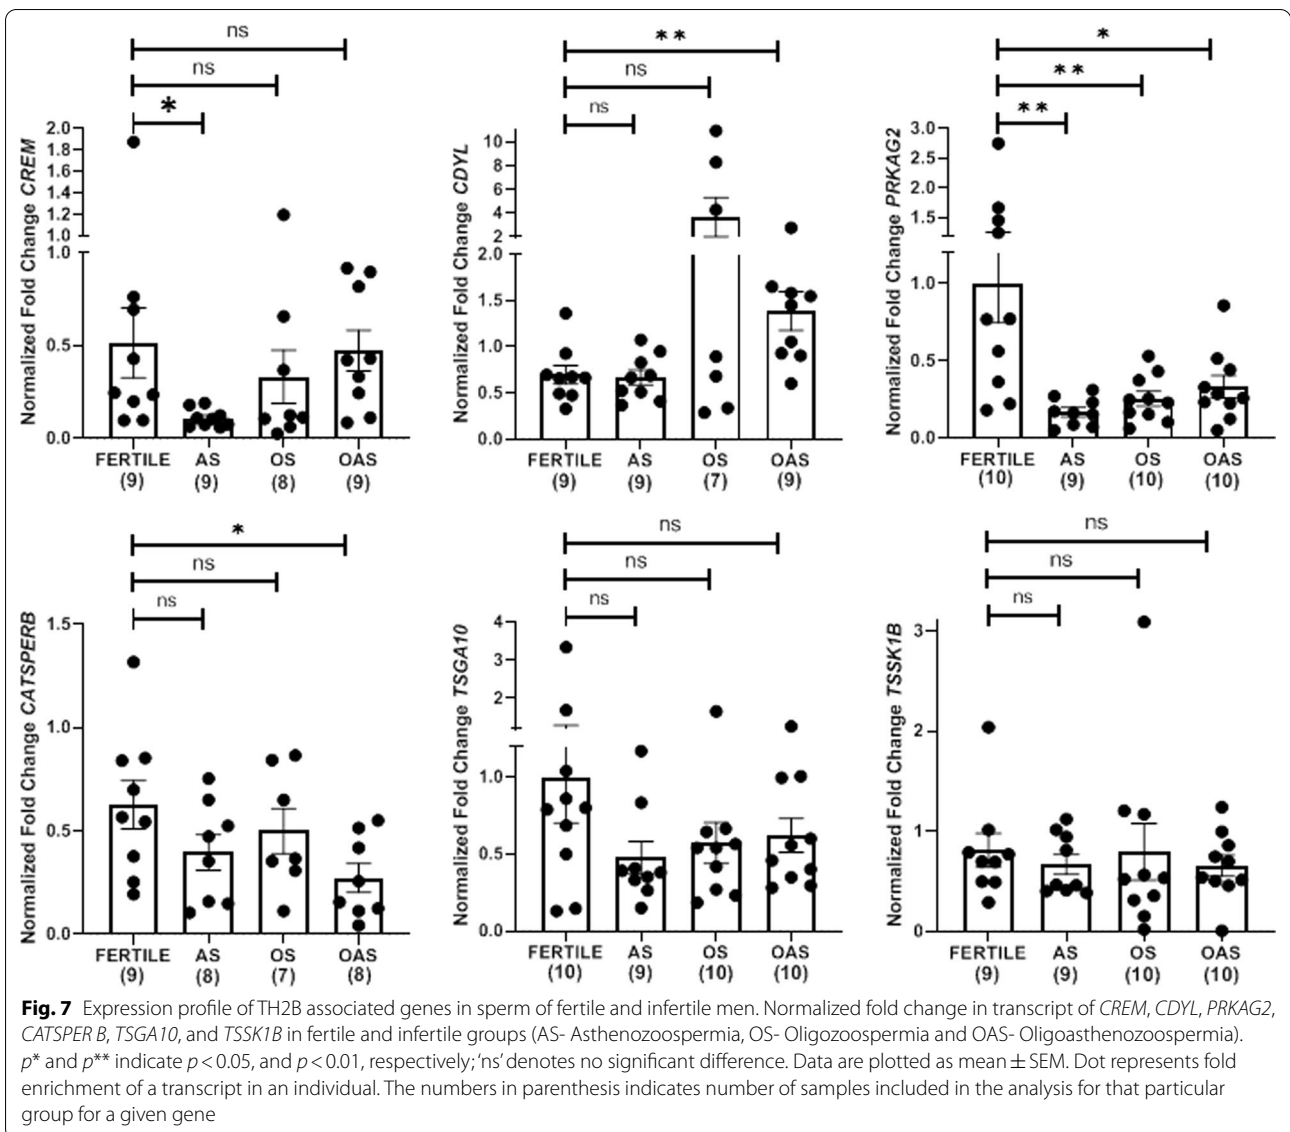 ns
ns
*
Normalized Fold Change CREM
2.0
1.8
1.6
1.4
1.2
1.0
1.0
0.5
0.0
FERTILE AS OS OAS
(9) (9) (8) (9)
**
ns
ns
Normalized Fold Change CDYL
10
8
6
4
2
2.0
1.5
1.0
0.5
0.0
FERTILE AS OS OAS
(9) (9) (7) (9)
*
**
**
Normalized Fold Change PRKAG2
3.0
2.5
2.0
1.5
1.0
0.5
0.0
FERTILE AS OS OAS
(10) (9) (10) (10)
*
ns
ns
Normalized Fold Change CATSPERB
1.5
1.0
0.5
0.0
FERTILE AS OS OAS
(9) (8) (7) (8)
ns
ns
ns
Normalized Fold Change TSGA10
4
3
2
1.0
0.5
0.0
FERTILE AS OS OAS
(10) (9) (10) (10)
ns
ns
ns
Normalized Fold Change TSSK1B
3
2
1
0
FERTILE AS OS OAS
(9) (9) (10) (10)
Fig. 7 Expression profile of TH2B associated genes in sperm of fertile and infertile men. Normalized fold change in transcript of CREM, CDYL, PRKAG2,
CATSPER B, TSGA10, and TSSK1B in fertile and infertile groups (AS- Asthenozoospermia, OS- Oligozoospermia and OAS- Oligoasthenozoospermia).
p* and p** indicate p < 0.05, and p < 0.01, respectively; 'ns' denotes no significant difference. Data are plotted as mean ± SEM. Dot represents fold
enrichment of a transcript in an individual. The numbers in parenthesis indicates number of samples included in the analysis for that particular
group for a given gene